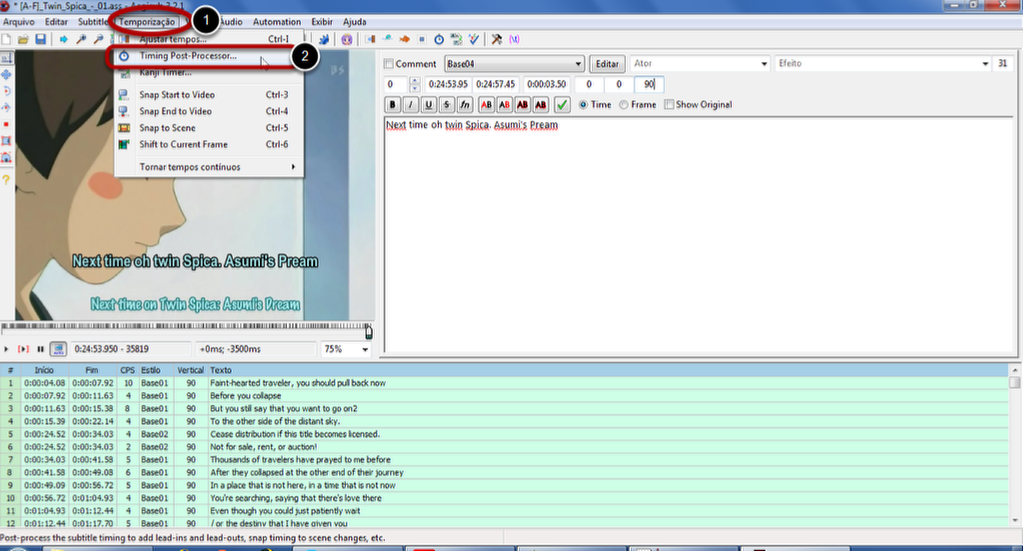 * [A-F]_Twin_Spica_-_01.ass - Aegisub 3.2.1
Arquivo Editar Subtitle Temporização 1 Áudio Automation Exibir Ajuda
Ajustar tempos... Ctrl-I
Timing Post-Processor... 2
Kanji Timer...
Snap Start to Video Ctrl-3
Snap End to Video Ctrl-4
Snap to Scene Ctrl-5
Shift to Current Frame Ctrl-6
Tornar tempos contínuos
Comment Base04 Editar Ator Efeito 31
0 0:24:53.95 0:24:57.45 0:00:03.50 0 0 90
B I U S fn AB AB AB AB Time Frame Show Original
Next time oh twin Spica. Asumi's Pream
Next time oh twin Spica. Asumi's Pream
Next time on Twin Spica: Asumi's Dream
0:24:53.950 - 35819 +0ms; -3500ms 75%
# Início Fim CPS Estilo Vertical Texto
1 0:00:04.08 0:00:07.92 10 Base01 90 Faint-hearted traveler, you should pull back now
2 0:00:07.92 0:00:11.63 4 Base01 90 Before you collapse
3 0:00:11.63 0:00:15.38 8 Base01 90 But you still say that you want to go on2
4 0:00:15.39 0:00:22.14 4 Base01 90 To the other side of the distant sky.
5 0:00:24.52 0:00:34.03 4 Base02 90 Cease distribution if this title becomes licensed.
6 0:00:24.52 0:00:34.03 2 Base02 90 Not for sale, rent, or auction!
7 0:00:34.03 0:00:41.58 5 Base01 90 Thousands of travelers have prayed to me before
8 0:00:41.58 0:00:49.08 6 Base01 90 After they collapsed at the other end of their journey
9 0:00:49.09 0:00:56.72 5 Base01 90 In a place that is not here, in a time that is not now
10 0:00:56.72 0:01:04.93 4 Base01 90 You're searching, saying that there's love there
11 0:01:04.93 0:01:12.44 4 Base01 90 Even though you could just patiently wait
12 0:01:12.44 0:01:17.70 5 Base01 90 / or the destiny that I have given you
Post-process the subtitle timing to add lead-ins and lead-outs, snap timing to scene changes, etc.